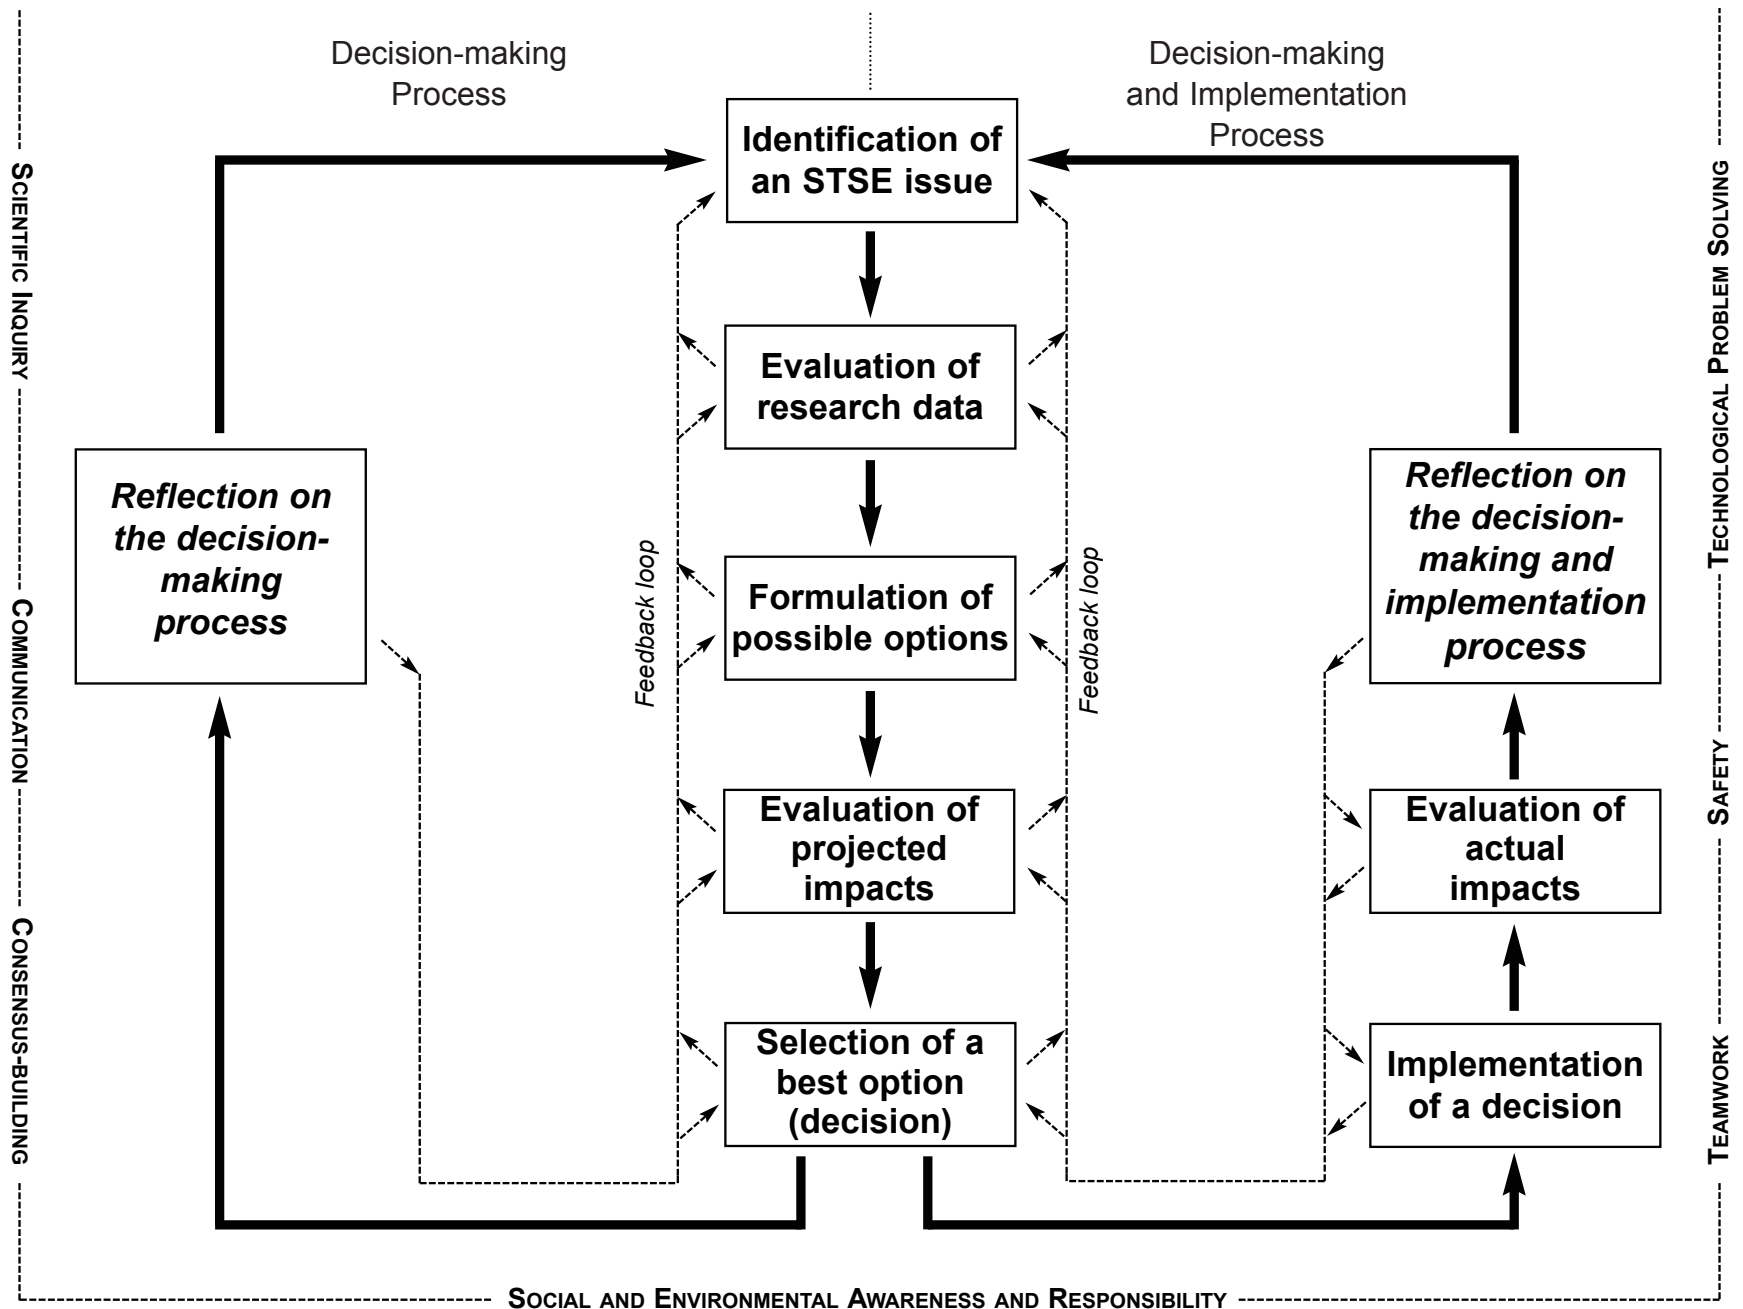 Decision-making
Process
Decision-making
and Implementation
Process
Identification of
an STSE issue
Evaluation of
research data
Formulation of
possible options
Evaluation of
projected
impacts
Selection of a
best option
(decision)
Reflection on
the decision-
making
process
Reflection on
the decision-
making and
implementation
process
Evaluation of
actual
impacts
Implementation
of a decision
Feedback loop
Feedback loop
SCIENTIFIC INQUIRY
COMMUNICATION
CONSENSUS-BUILDING
TECHNOLOGICAL PROBLEM SOLVING
SAFETY
TEAMWORK
SOCIAL AND ENVIRONMENTAL AWARENESS AND RESPONSIBILITY